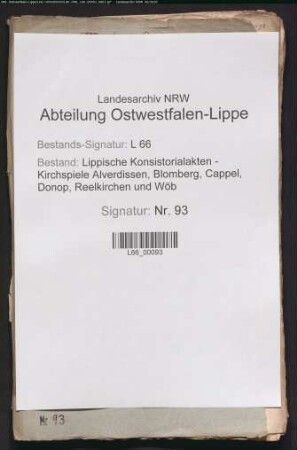 Landesarchiv NRW
Abteilung Ostwestfalen-Lippe
Bestands-Signatur: L 66
Bestand: Lippische Konsistorialakten -
Kirchspiele Alverdissen, Blomberg, Cappel,
Donop, Reelkirchen und Wöb
Signatur: Nr. 93
L66_00093
Nr 93